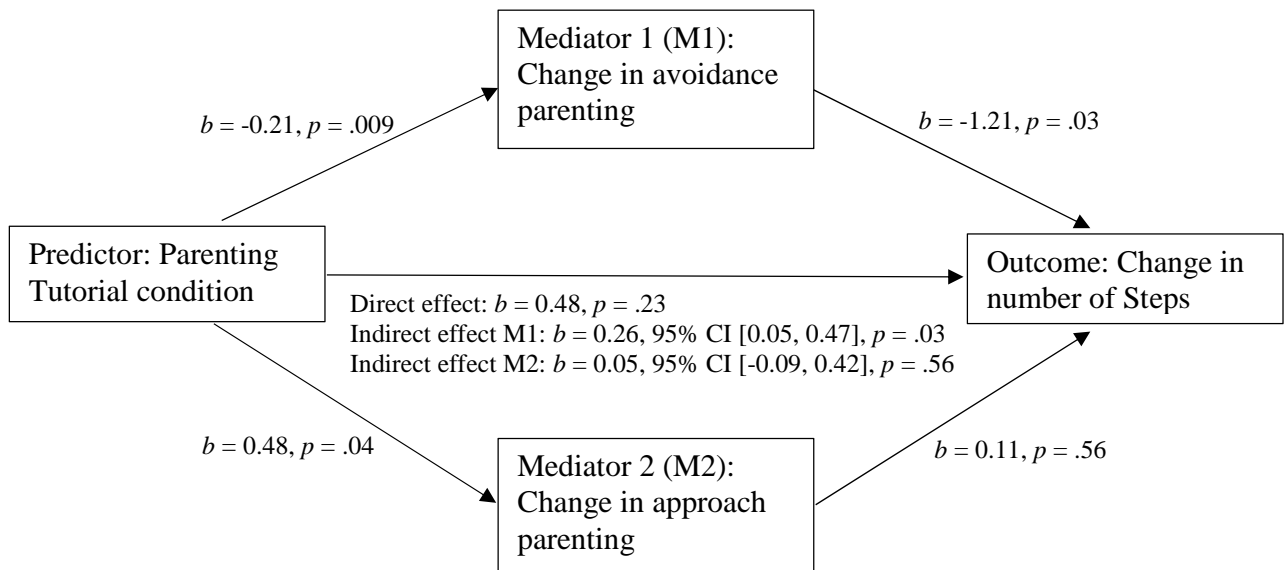 Mediator 1 (M1):
Change in avoidance
parenting
b = -0.21, p = .009
b = -1.21, p = .03
Predictor: Parenting
Tutorial condition
Outcome: Change in
number of Steps
Direct effect: b = 0.48, p = .23
Indirect effect M1: b = 0.26, 95% CI [0.05, 0.47], p = .03
Indirect effect M2: b = 0.05, 95% CI [-0.09, 0.42], p = .56
b = 0.48, p = .04
b = 0.11, p = .56
Mediator 2 (M2):
Change in approach
parenting